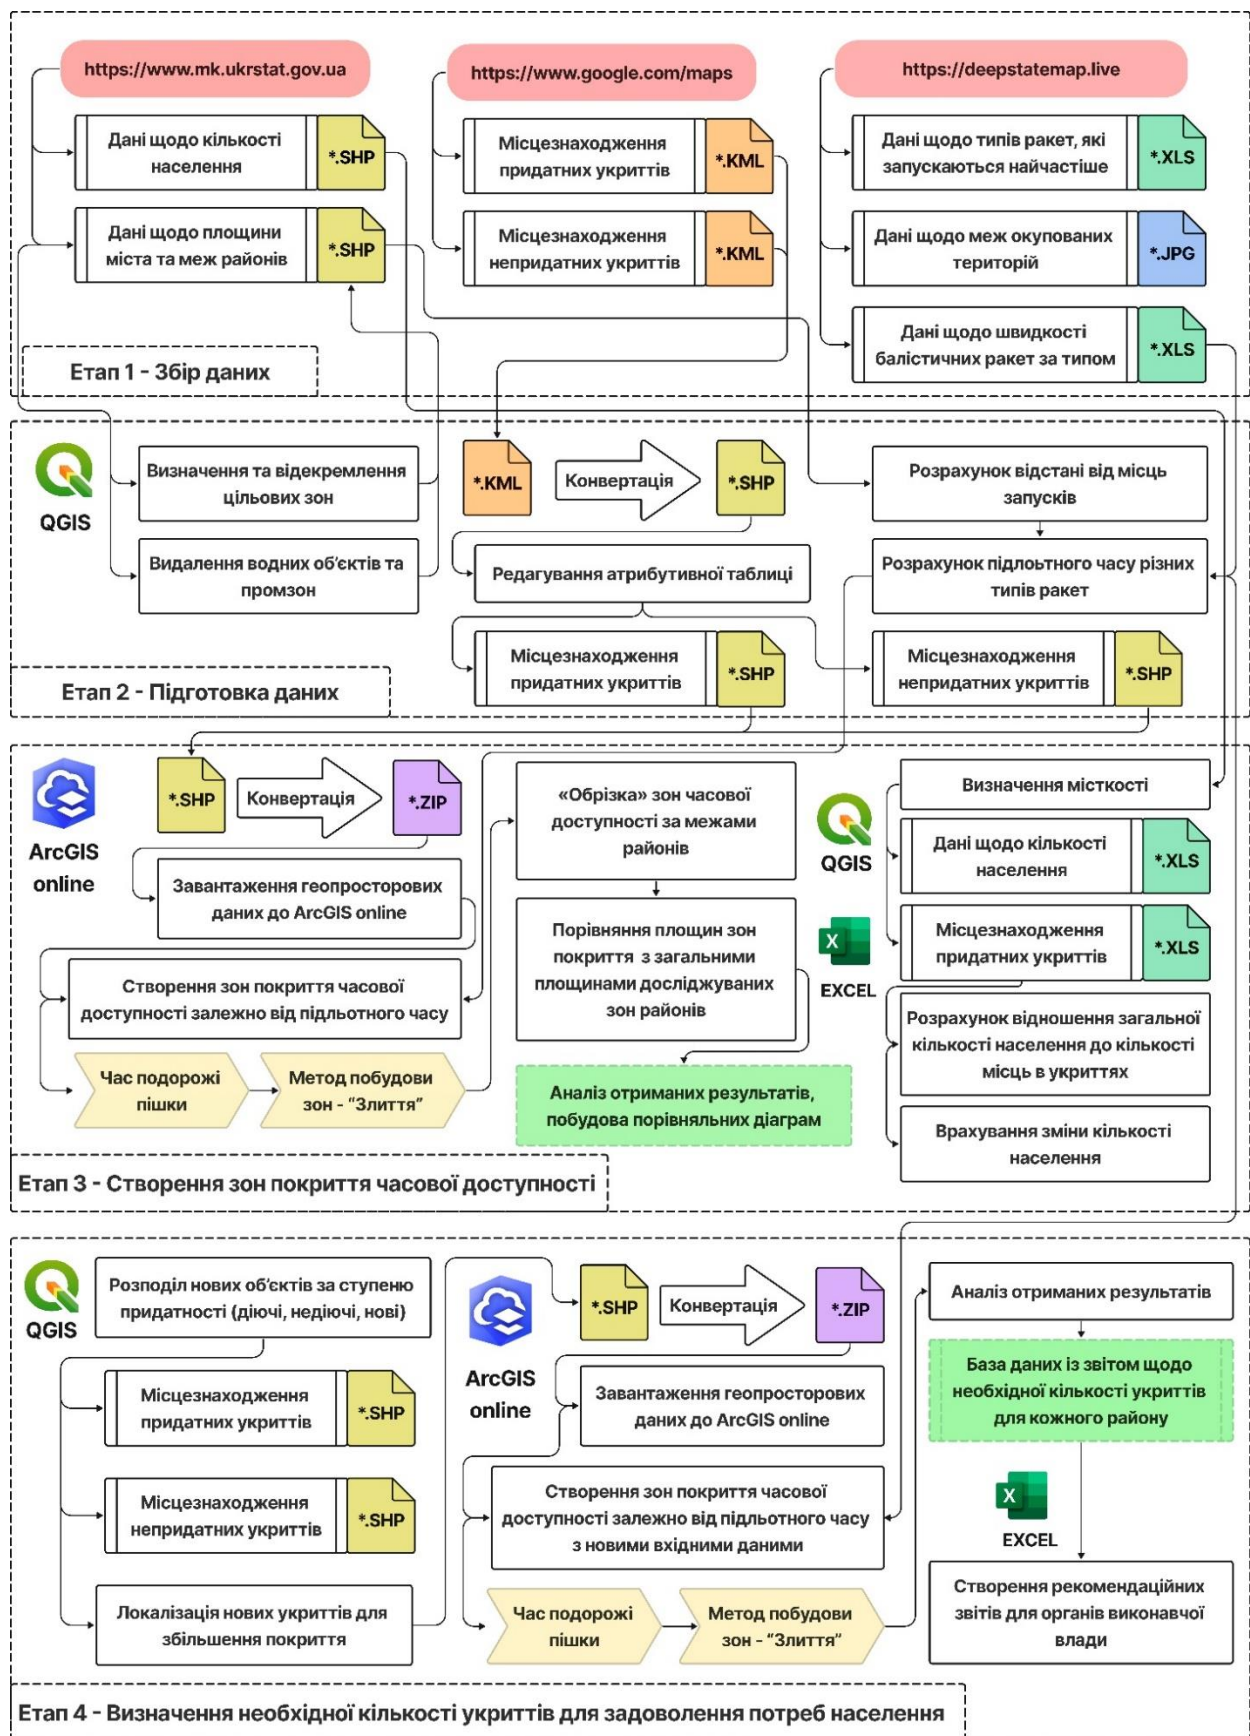 https://www.mk.ukrstat.gov.ua
Дані щодо кількості
населення
*.SHP
Дані щодо площини
міста та меж районів
*.SHP
https://www.google.com/maps
Місцезнаходження
придатних укриттів
*.KML
Місцезнаходження
непридатних укриттів
*.KML
https://deepstatemap.live
Дані щодо типів ракет, які
запускаються найчастіше
*.XLS
Дані щодо меж окупованих
територій
*.JPG
Дані щодо швидкості
балістичних ракет за типом
*.XLS
Етап 1 - Збір даних
QGIS
Визначення та відекремлення
цільових зон
Видалення водних об’єктів та
промзон
*.KML
Конвертація
*.SHP
Редагування атрибутивної таблиці
Місцезнаходження
придатних укриттів
*.SHP
Розрахунок відстані від місць
запусків
Розрахунок підлоьтного часу різних
типів ракет
Місцезнаходження
непридатних укриттів
*.SHP
Етап 2 - Підготовка даних
ArcGIS
online
*.SHP
Конвертація
*.ZIP
Завантаження геопросторових
даних до ArcGIS online
Створення зон покриття часової
доступності залежно від підльотного часу
Час подорожі
пішки
Метод побудови
зон - “Злиття”
«Обрізка» зон часової
доступності за межами
районів
Порівняння площин зон
покриття з загальними
площинами досліджуваних
зон районів
Аналіз отриманих результатів,
побудова порівняльних діаграм
QGIS
EXCEL
Визначення місткості
Дані щодо кількості
населення
*.XLS
Місцезнаходження
придатних укриттів
*.XLS
Розрахунок відношення загальної
кількості населення до кількості
місць в укриттях
Врахування зміни кількості
населення
Етап 3 - Створення зон покриття часової доступності
QGIS
Розподіл нових об’єктів за ступеню
придатності (діючі, недіючі, нові)
Місцезнаходження
придатних укриттів
*.SHP
Місцезнаходження
непридатних укриттів
*.SHP
Локалізація нових укриттів для
збільшення покриття
ArcGIS
online
*.SHP
Конвертація
*.ZIP
Завантаження геопросторових
даних до ArcGIS online
Створення зон покриття часової
доступності залежно від підльотного часу
з новими вхідними даними
Час подорожі
пішки
Метод побудови
зон - “Злиття”
Аналіз отриманих результатів
База даних із звітом щодо
необхідної кількості укриттів
для кожного району
EXCEL
Створення рекомендаційних
звітів для органів виконавчої
влади
Етап 4 - Визначення необхідної кількості укриттів для задоволення потреб населення